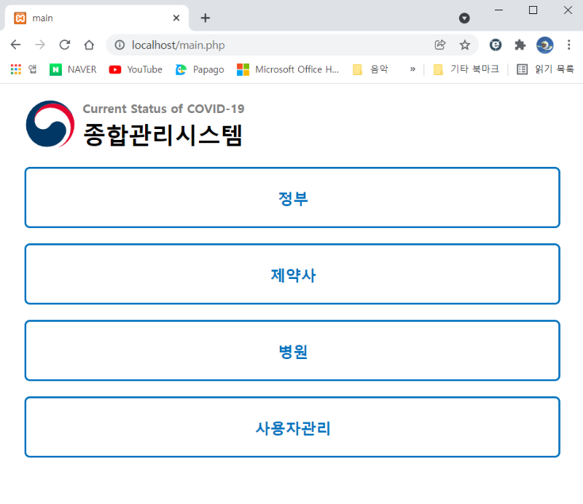 main
localhost/main.php
앱 NAVER YouTube Papago Microsoft Office H... 음악 » 기타 북마크 읽기 목록
Current Status of COVID-19
종합관리시스템
정부
제약사
병원
사용자관리